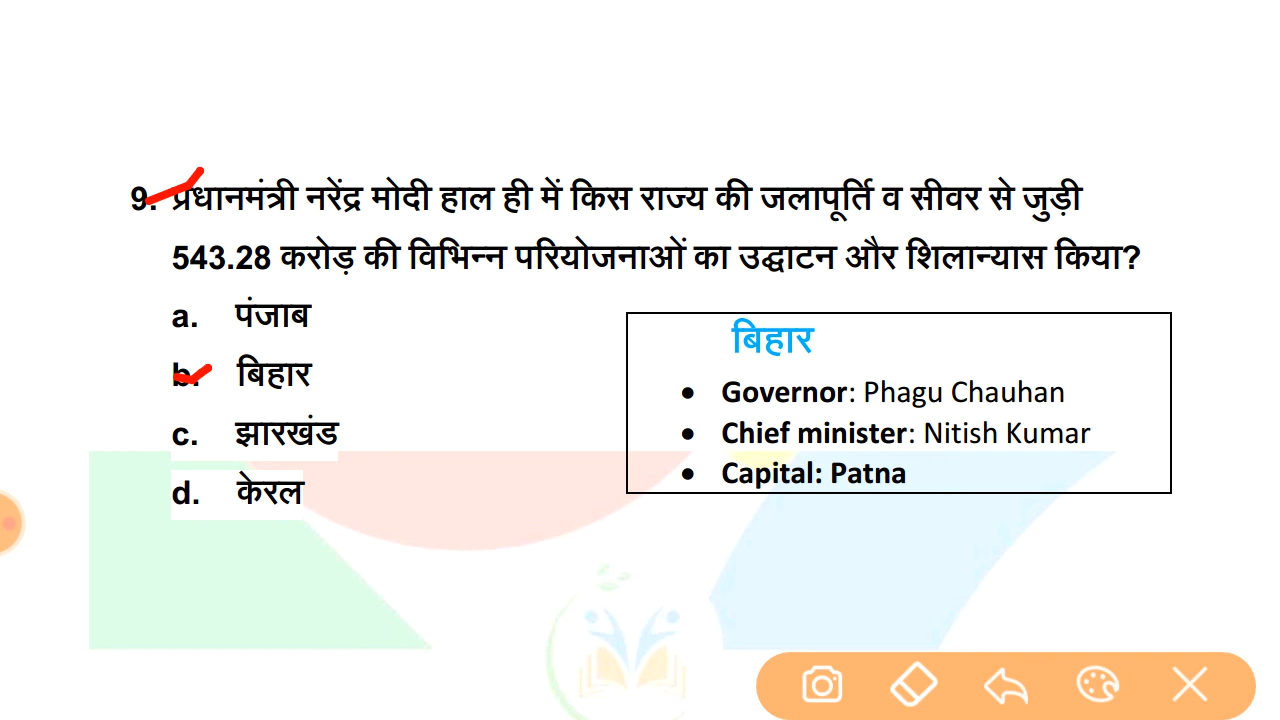 9. प्रधानमंत्री नरेंद्र मोदी हाल ही में किस राज्य की जलापूर्ति व सीवर से जुड़ी
543.28 करोड़ की विभिन्न परियोजनाओं का उद्घाटन और शिलान्यास किया?
a. पंजाब
b. बिहार
c. झारखंड
d. केरल
बिहार
• Governor: Phagu Chauhan
• Chief minister: Nitish Kumar
• Capital: Patna